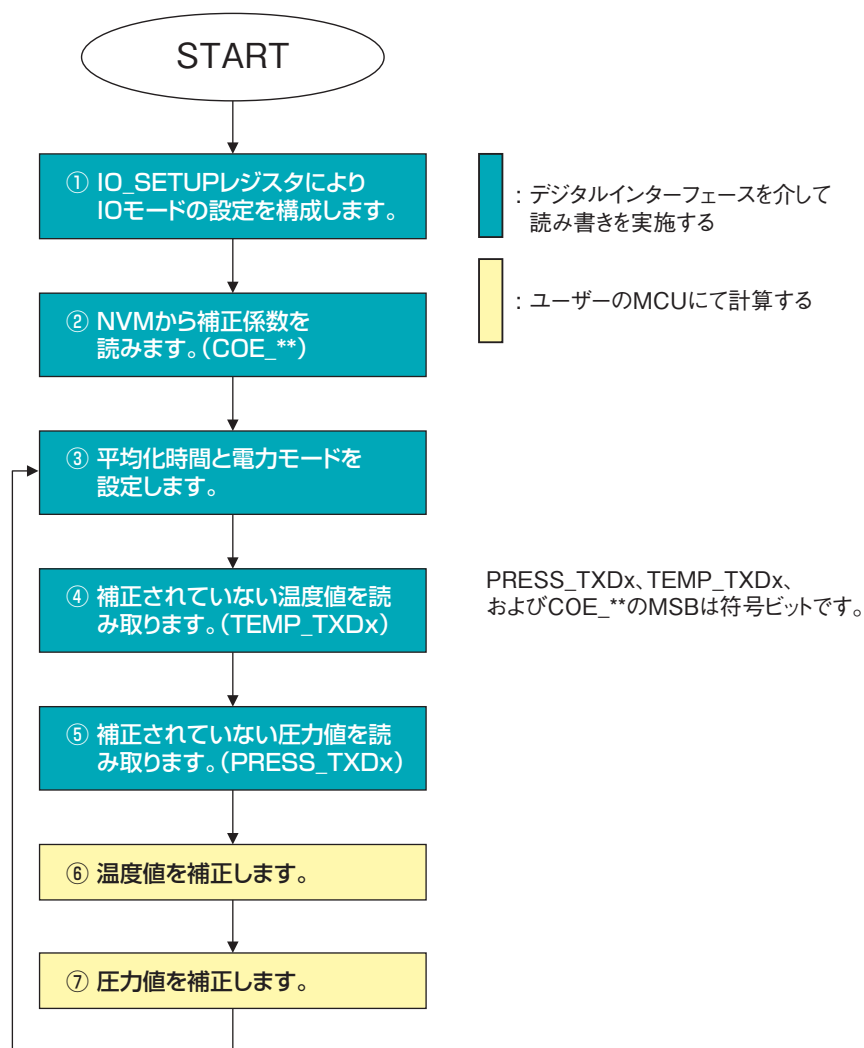 START
① IO_SETUPレジスタにより
IOモードの設定を構成します。
② NVMから補正係数を
読みます。(COE_**)
③ 平均化時間と電力モードを
設定します。
④ 補正されていない温度値を読
み取ります。(TEMP_TXDx)
⑤ 補正されていない圧力値を読
み取ります。(PRESS_TXDx)
⑥ 温度値を補正します。
⑦ 圧力値を補正します。
: デジタルインターフェースを介して
読み書きを実施する
: ユーザーのMCUにて計算する
PRESS_TXDx、TEMP_TXDx、
およびCOE_**のMSBは符号ビットです。